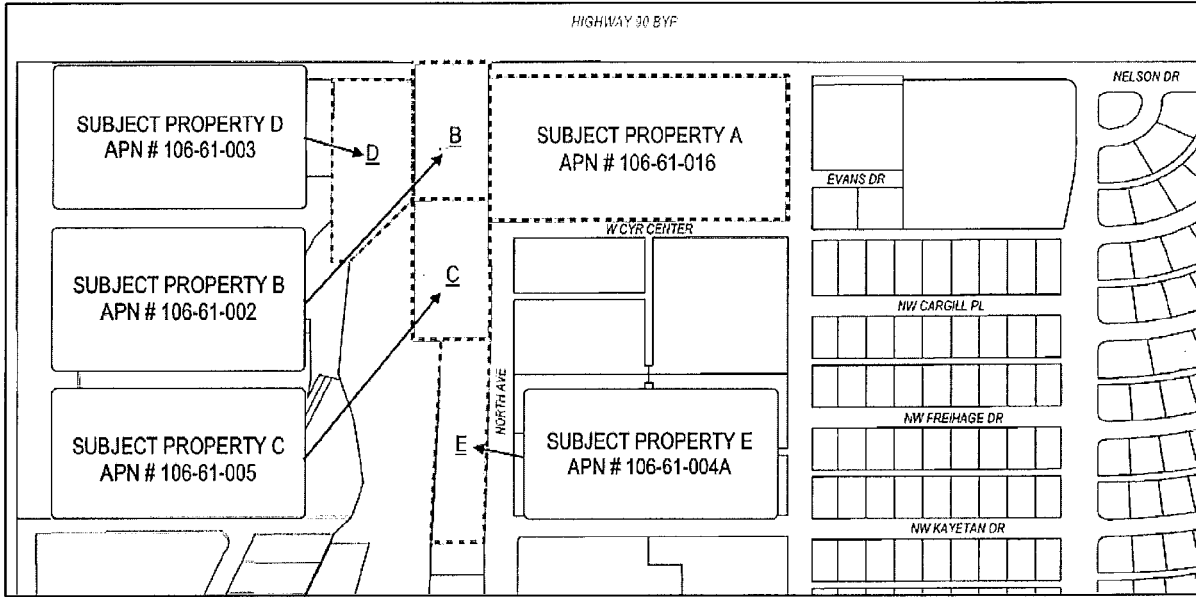 HIGHWAY 90 BYP
NELSON DR
SUBJECT PROPERTY D
APN # 106-61-003
D
B
SUBJECT PROPERTY A
APN # 106-61-016
EVANS DR
W CYR CENTER
SUBJECT PROPERTY B
APN # 106-61-002
C
NW CARGILL PL
NORTH AVE
SUBJECT PROPERTY C
APN # 106-61-005
E
SUBJECT PROPERTY E
APN # 106-61-004A
NW FREIHAGE DR
NW KAYETAN DR